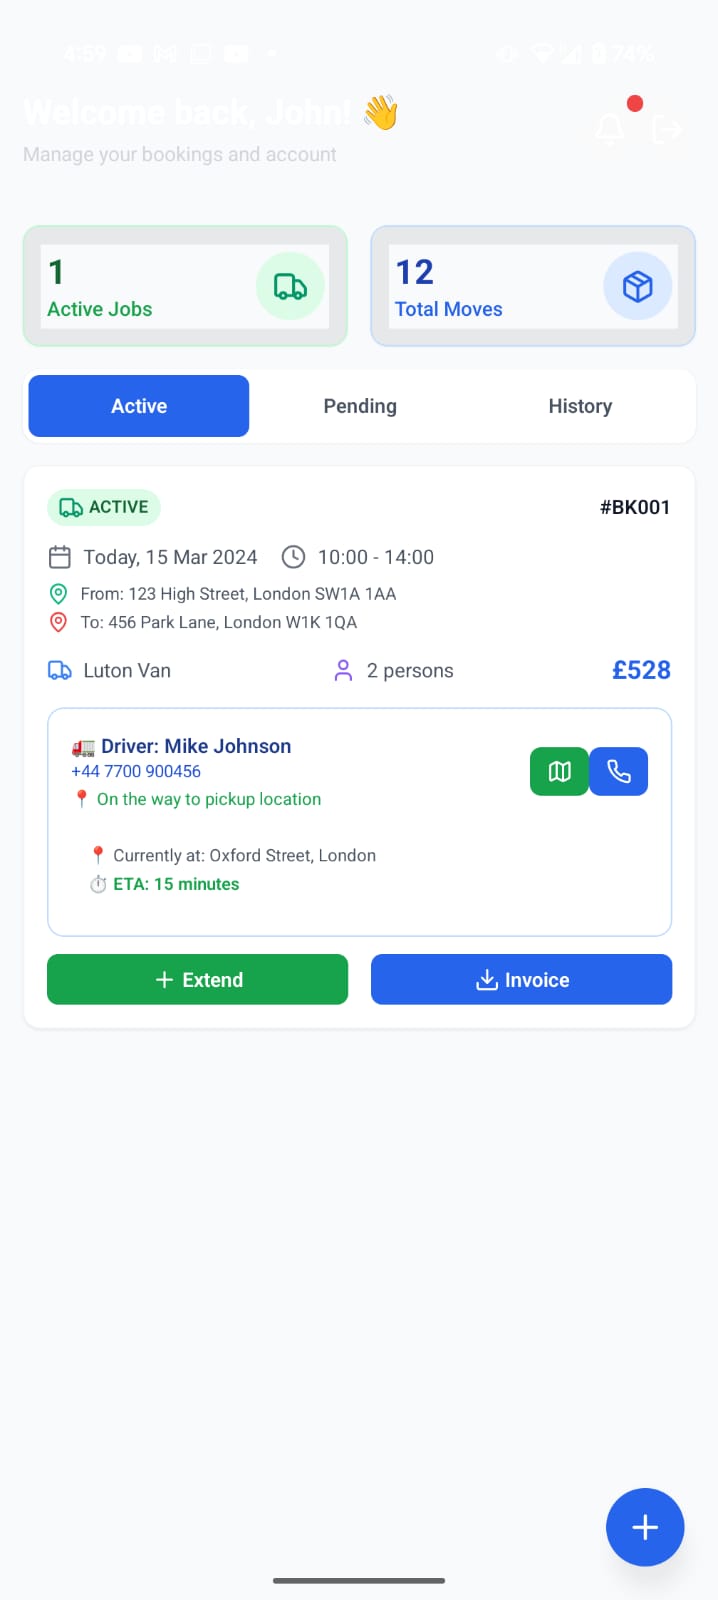 4:59 74%
Welcome back, John! 👋
Manage your bookings and account
1
Active Jobs
12
Total Moves
Active Pending History
ACTIVE #BK001
Today, 15 Mar 2024 10:00 - 14:00
From: 123 High Street, London SW1A 1AA
To: 456 Park Lane, London W1K 1QA
Luton Van 2 persons £528
🚛 Driver: Mike Johnson
+44 7700 900456
📍 On the way to pickup location
📍 Currently at: Oxford Street, London
⏱️ ETA: 15 minutes
+ Extend Invoice
+